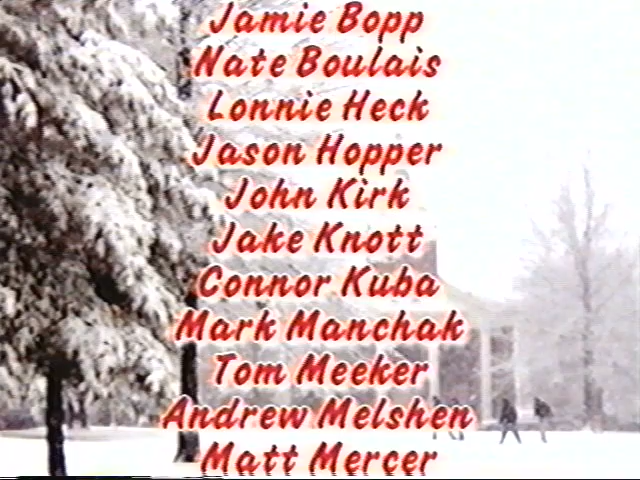 Jamie Bopp
Nate Boulais
Lonnie Heck
Jason Hopper
John Kirk
Jake Knott
Connor Kuba
Mark Manchak
Tom Meeker
Andrew Melshen
Matt Mercer